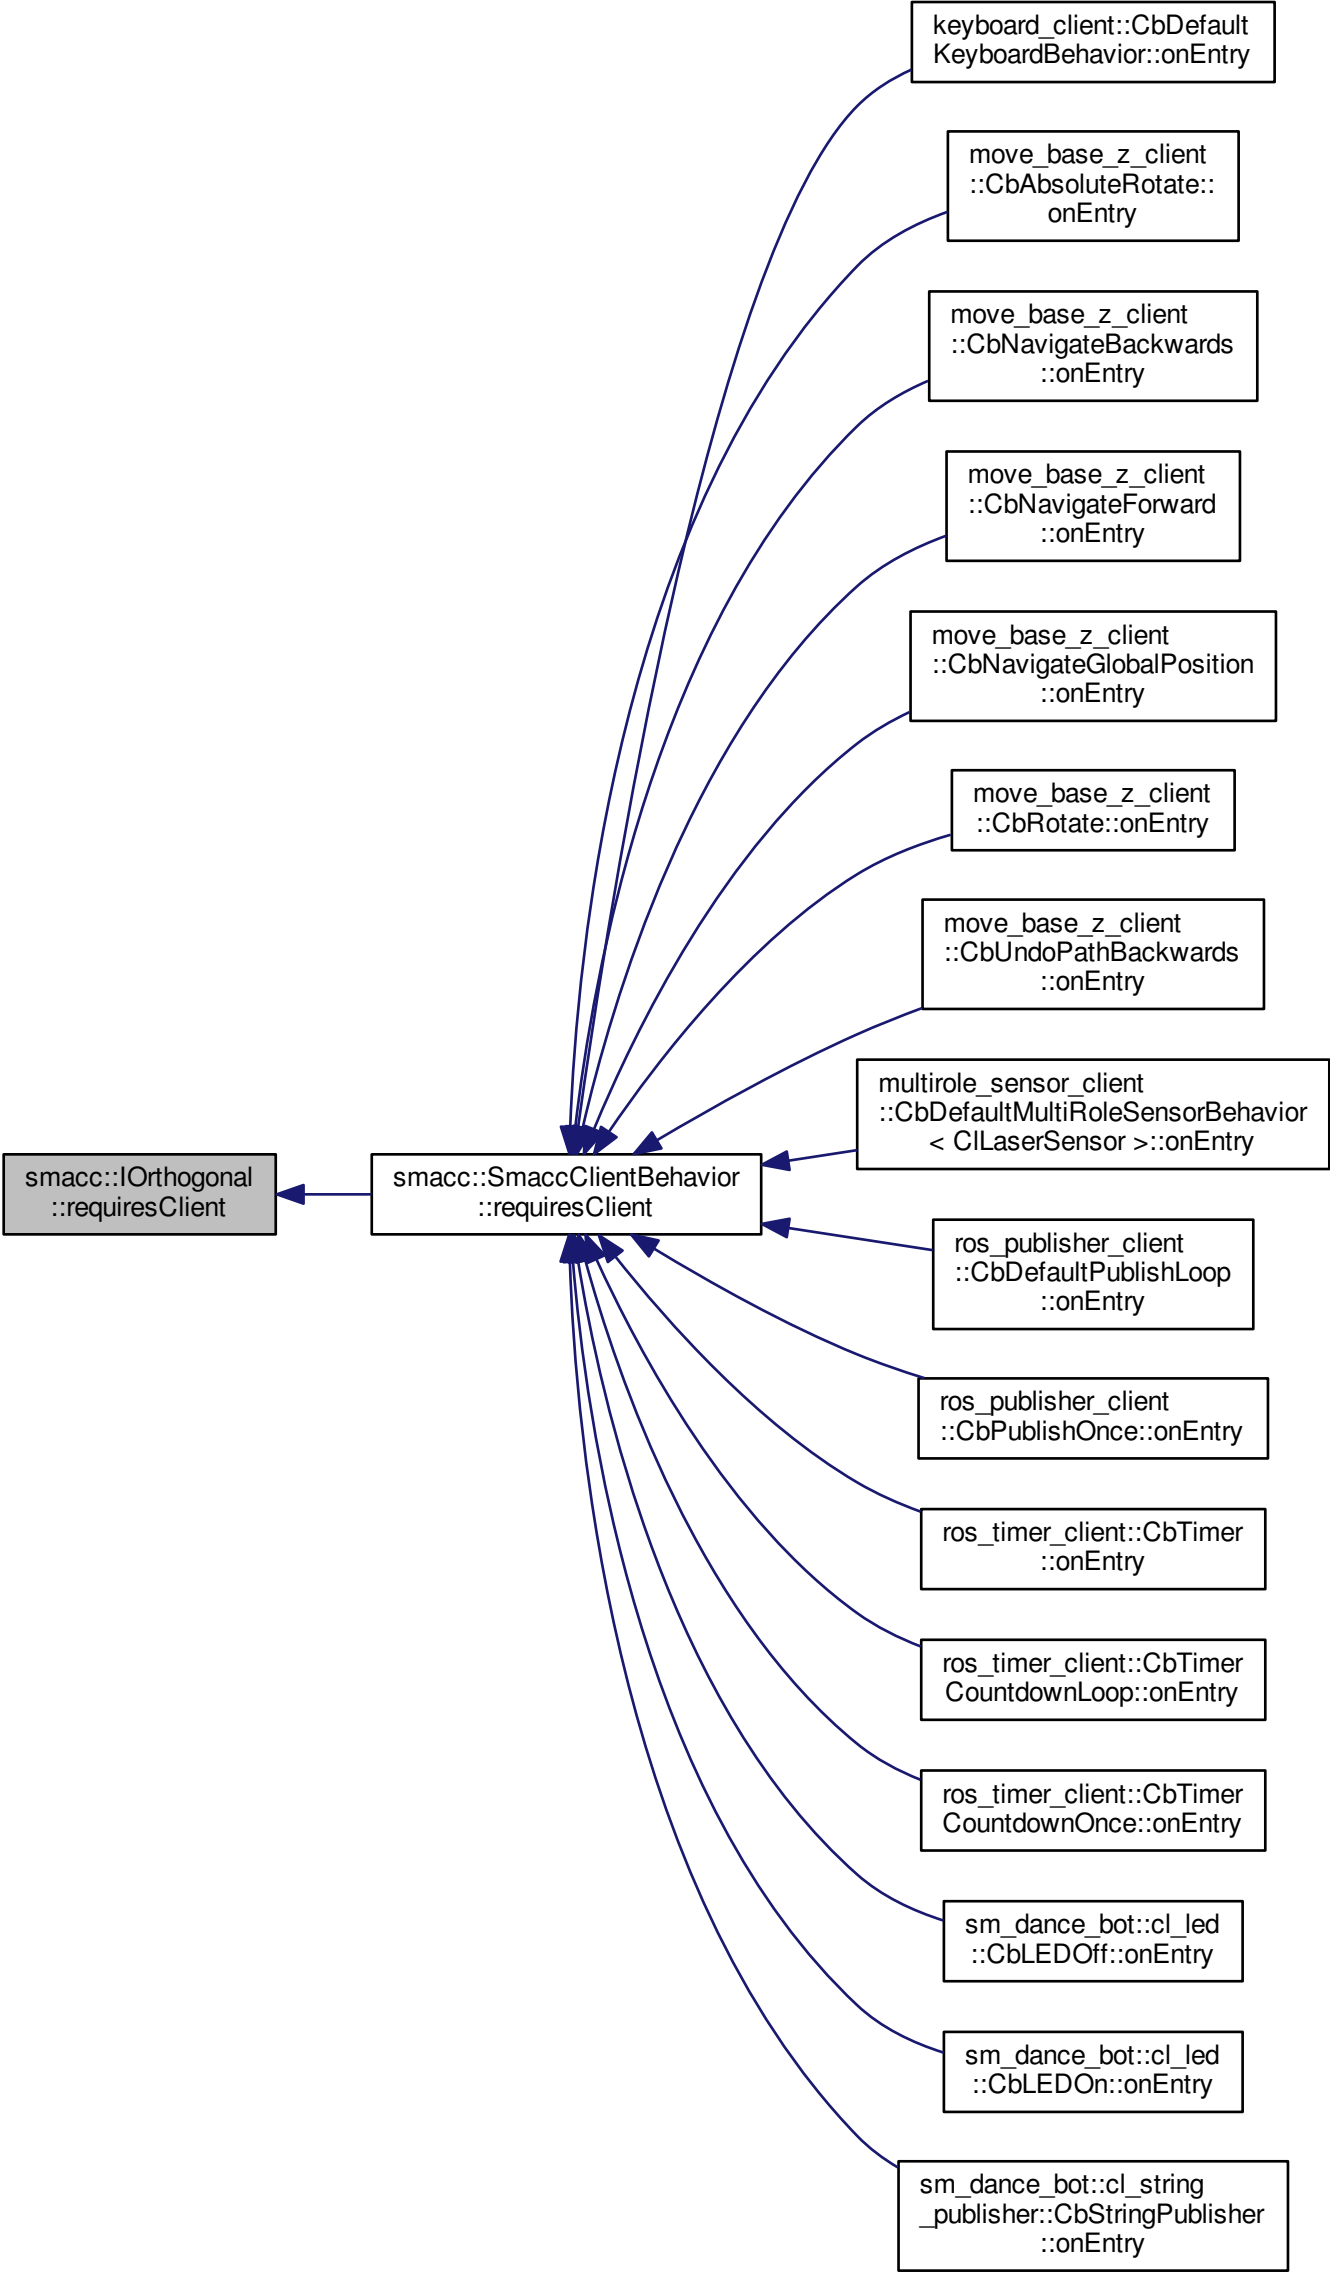 keyboard_client::CbDefault
KeyboardBehavior::onEntry
move_base_z_client
::CbAbsoluteRotate::
onEntry
move_base_z_client
::CbNavigateBackwards
::onEntry
move_base_z_client
::CbNavigateForward
::onEntry
move_base_z_client
::CbNavigateGlobalPosition
::onEntry
move_base_z_client
::CbRotate::onEntry
move_base_z_client
::CbUndoPathBackwards
::onEntry
multirole_sensor_client
::CbDefaultMultiRoleSensorBehavior
< ClLaserSensor >::onEntry
smacc::IOrthogonal
::requiresClient
smacc::SmaccClientBehavior
::requiresClient
ros_publisher_client
::CbDefaultPublishLoop
::onEntry
ros_publisher_client
::CbPublishOnce::onEntry
ros_timer_client::CbTimer
::onEntry
ros_timer_client::CbTimer
CountdownLoop::onEntry
ros_timer_client::CbTimer
CountdownOnce::onEntry
sm_dance_bot::cl_led
::CbLEDOff::onEntry
sm_dance_bot::cl_led
::CbLEDOn::onEntry
sm_dance_bot::cl_string
_publisher::CbStringPublisher
::onEntry